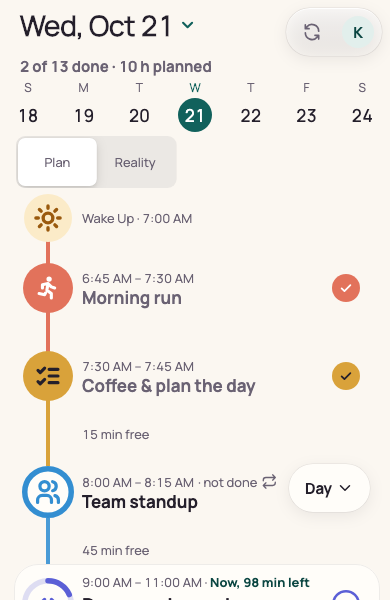 Wed, Oct 21
K
2 of 13 done · 10 h planned
S M T W T F S
18 19 20 21 22 23 24
Plan Reality
Wake Up · 7:00 AM
6:45 AM – 7:30 AM
Morning run
7:30 AM – 7:45 AM
Coffee & plan the day
15 min free
8:00 AM – 8:15 AM · not done
Team standup
Day
45 min free
9:00 AM – 11:00 AM · Now, 98 min left